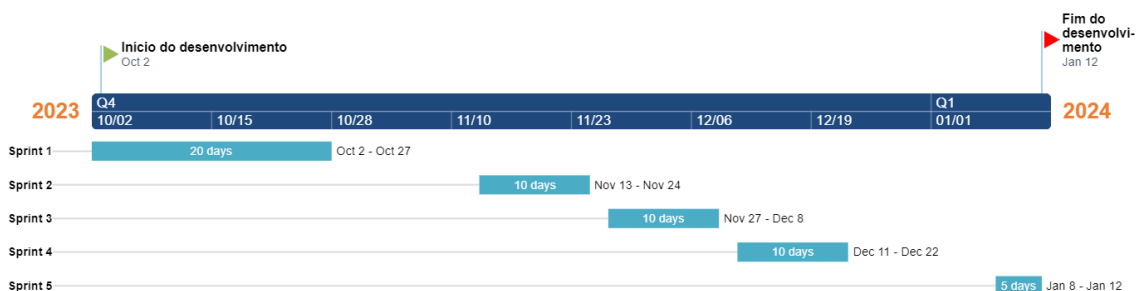 Início do desenvolvimento
Oct 2
Fim do
desenvolvi-
mento
Jan 12
2023
Q4
Q1
10/02
10/15
10/28
11/10
11/23
12/06
12/19
01/01
2024
Sprint 1
20 days
Oct 2 - Oct 27
Sprint 2
10 days
Nov 13 - Nov 24
Sprint 3
10 days
Nov 27 - Dec 8
Sprint 4
10 days
Dec 11 - Dec 22
Sprint 5
5 days
Jan 8 - Jan 12